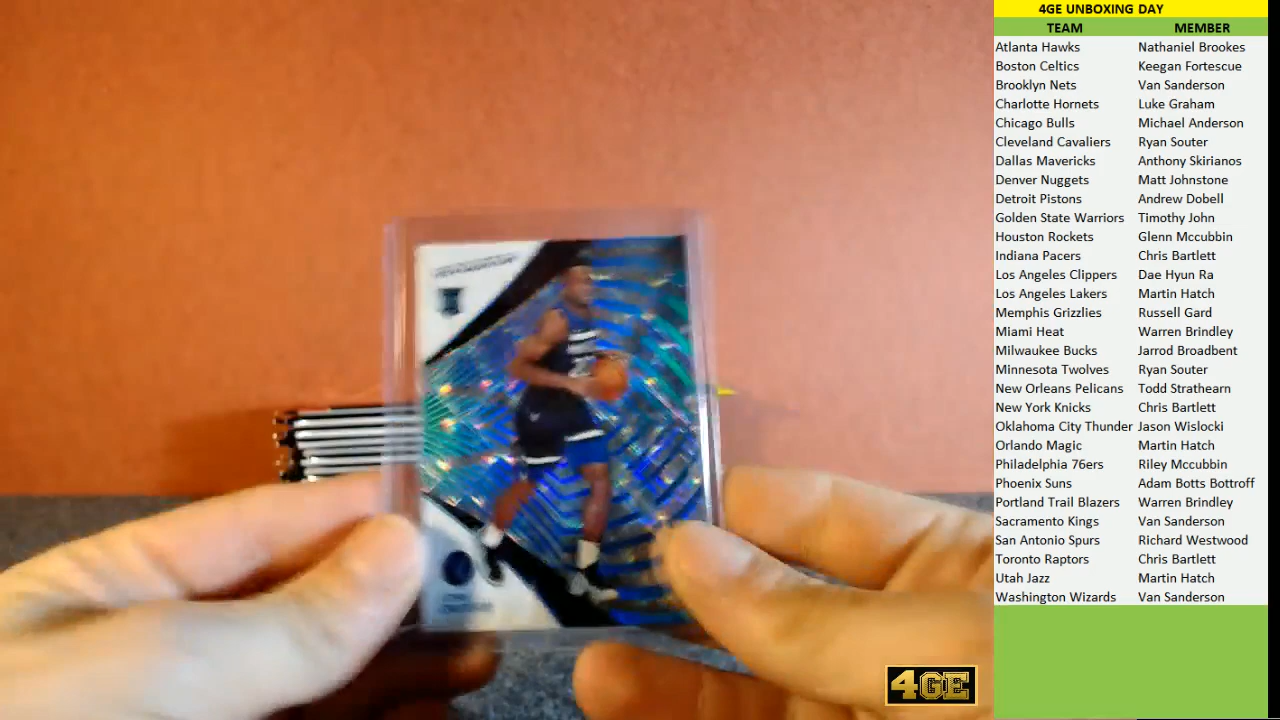 4GE UNBOXING DAY
TEAM MEMBER
Atlanta Hawks Nathaniel Brookes
Boston Celtics Keegan Fortescue
Brooklyn Nets Van Sanderson
Charlotte Hornets Luke Graham
Chicago Bulls Michael Anderson
Cleveland Cavaliers Ryan Souter
Dallas Mavericks Anthony Skirianos
Denver Nuggets Matt Johnstone
Detroit Pistons Andrew Dobell
Golden State Warriors Timothy John
Houston Rockets Glenn Mccubbin
Indiana Pacers Chris Bartlett
Los Angeles Clippers Dae Hyun Ra
Los Angeles Lakers Martin Hatch
Memphis Grizzlies Russell Gard
Miami Heat Warren Brindley
Milwaukee Bucks Jarrod Broadbent
Minnesota Twolves Ryan Souter
New Orleans Pelicans Todd Strathearn
New York Knicks Chris Bartlett
Oklahoma City Thunder Jason Wislocki
Orlando Magic Martin Hatch
Philadelphia 76ers Riley Mccubbin
Phoenix Suns Adam Botts Bottroff
Portland Trail Blazers Warren Brindley
Sacramento Kings Van Sanderson
San Antonio Spurs Richard Westwood
Toronto Raptors Chris Bartlett
Utah Jazz Martin Hatch
Washington Wizards Van Sanderson
4GE